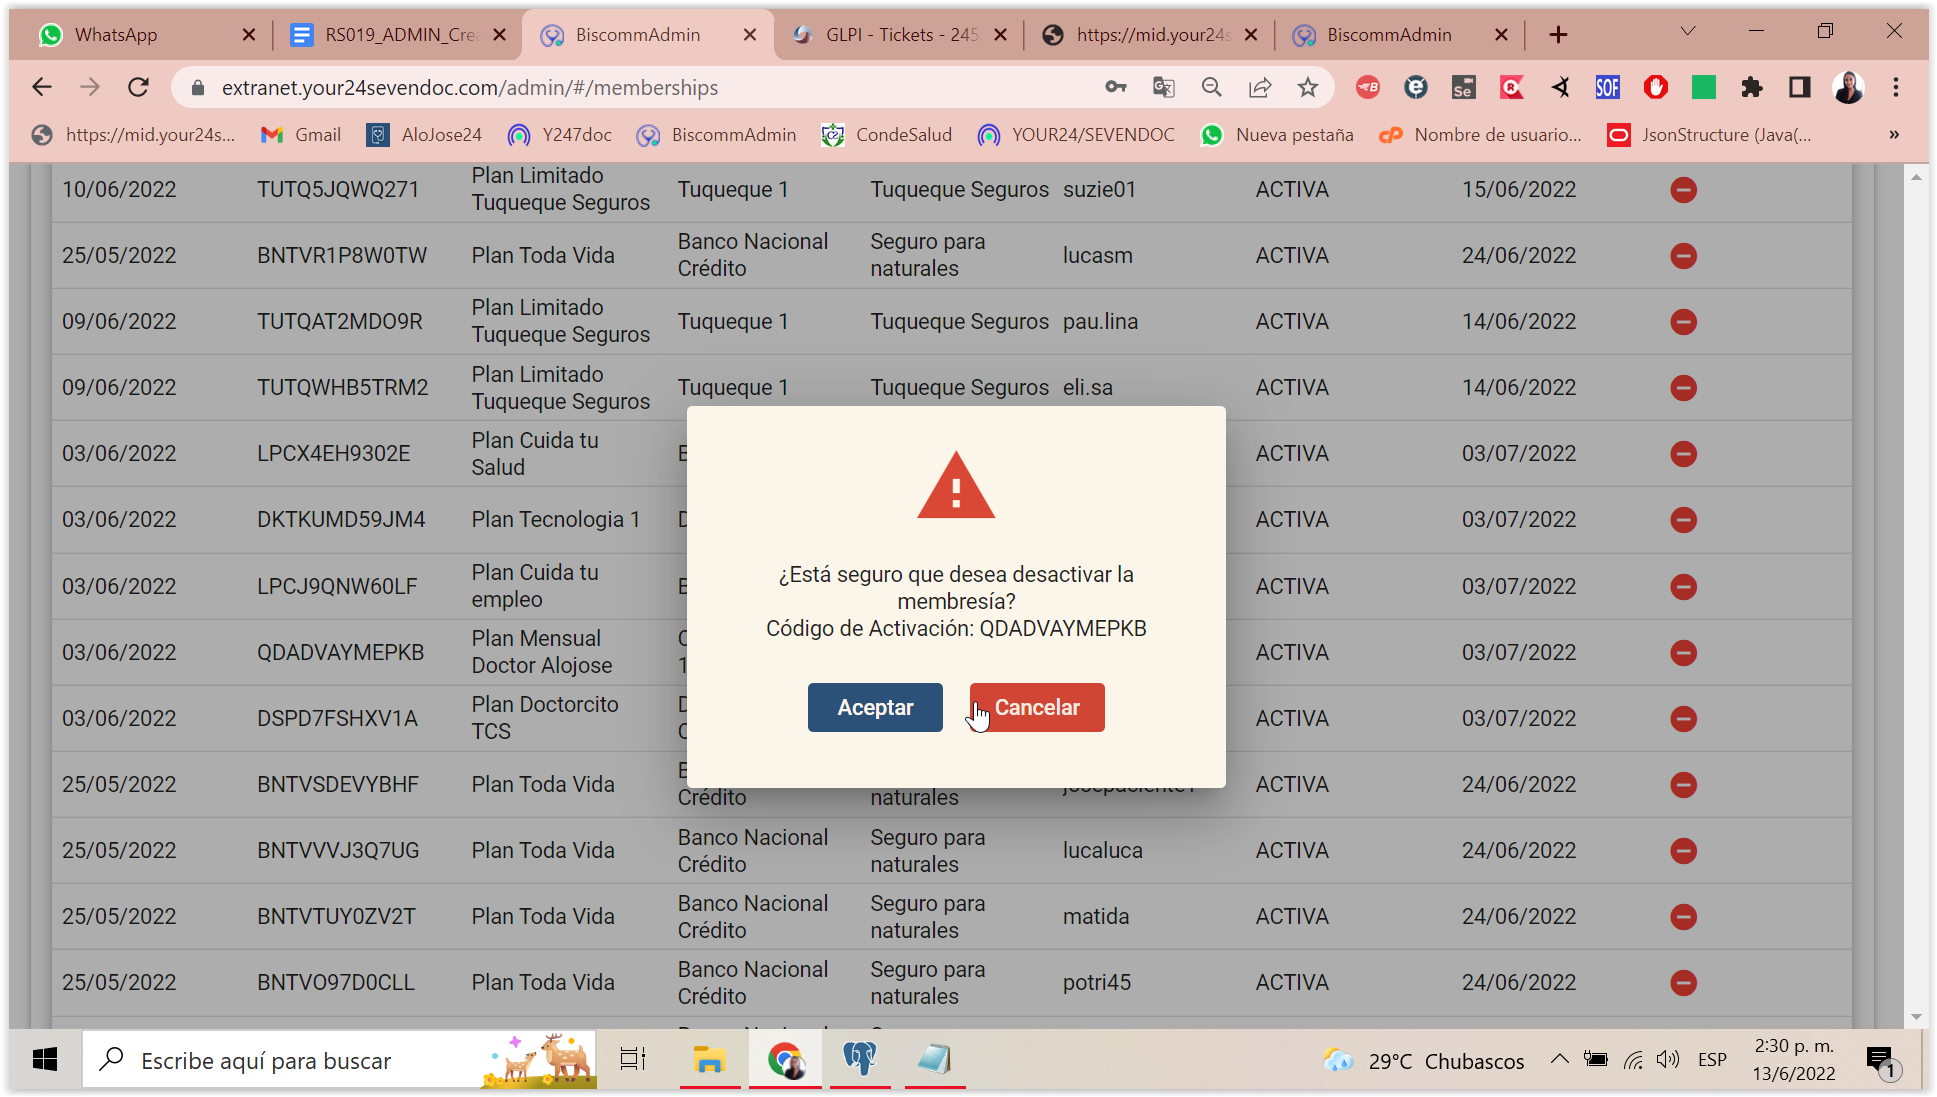 WhatsApp
RS019_ADMIN_Crea
BiscommAdmin
GLPI - Tickets - 245
https://mid.your24s
BiscommAdmin
extranet.your24sevendoc.com/admin/#/memberships
https://mid.your24s...
Gmail
AloJose24
Y247doc
BiscommAdmin
CondeSalud
YOUR24/SEVENDOC
Nueva pestaña
Nombre de usuario...
JsonStructure (Java(...
»
10/06/2022 TUTQ5JQWQ271 Plan Limitado Tuqueque Seguros Tuqueque 1 Tuqueque Seguros suzie01 ACTIVA 15/06/2022
25/05/2022 BNTVR1P8W0TW Plan Toda Vida Banco Nacional Crédito Seguro para naturales lucasm ACTIVA 24/06/2022
09/06/2022 TUTQAT2MDO9R Plan Limitado Tuqueque Seguros Tuqueque 1 Tuqueque Seguros pau.lina ACTIVA 14/06/2022
09/06/2022 TUTQWHB5TRM2 Plan Limitado Tuqueque Seguros Tuqueque 1 Tuqueque Seguros eli.sa ACTIVA 14/06/2022
03/06/2022 LPCX4EH9302E Plan Cuida tu Salud ACTIVA 03/07/2022
03/06/2022 DKTKUMD59JM4 Plan Tecnologia 1 ACTIVA 03/07/2022
03/06/2022 LPCJ9QNW60LF Plan Cuida tu empleo ACTIVA 03/07/2022
03/06/2022 QDADVAYMEPKB Plan Mensual Doctor Alojose ACTIVA 03/07/2022
03/06/2022 DSPD7FSHXV1A Plan Doctorcito TCS ACTIVA 03/07/2022
25/05/2022 BNTVSDEVYBHF Plan Toda Vida Crédito naturales ACTIVA 24/06/2022
25/05/2022 BNTVVVJ3Q7UG Plan Toda Vida Banco Nacional Crédito Seguro para naturales lucaluca ACTIVA 24/06/2022
25/05/2022 BNTVTUY0ZV2T Plan Toda Vida Banco Nacional Crédito Seguro para naturales matida ACTIVA 24/06/2022
25/05/2022 BNTVO97D0CLL Plan Toda Vida Banco Nacional Crédito Seguro para naturales potri45 ACTIVA 24/06/2022
¿Está seguro que desea desactivar la
membresía?
Código de Activación: QDADVAYMEPKB
Aceptar
Cancelar
Escribe aquí para buscar
29°C Chubascos
ESP
2:30 p. m.
13/6/2022
1